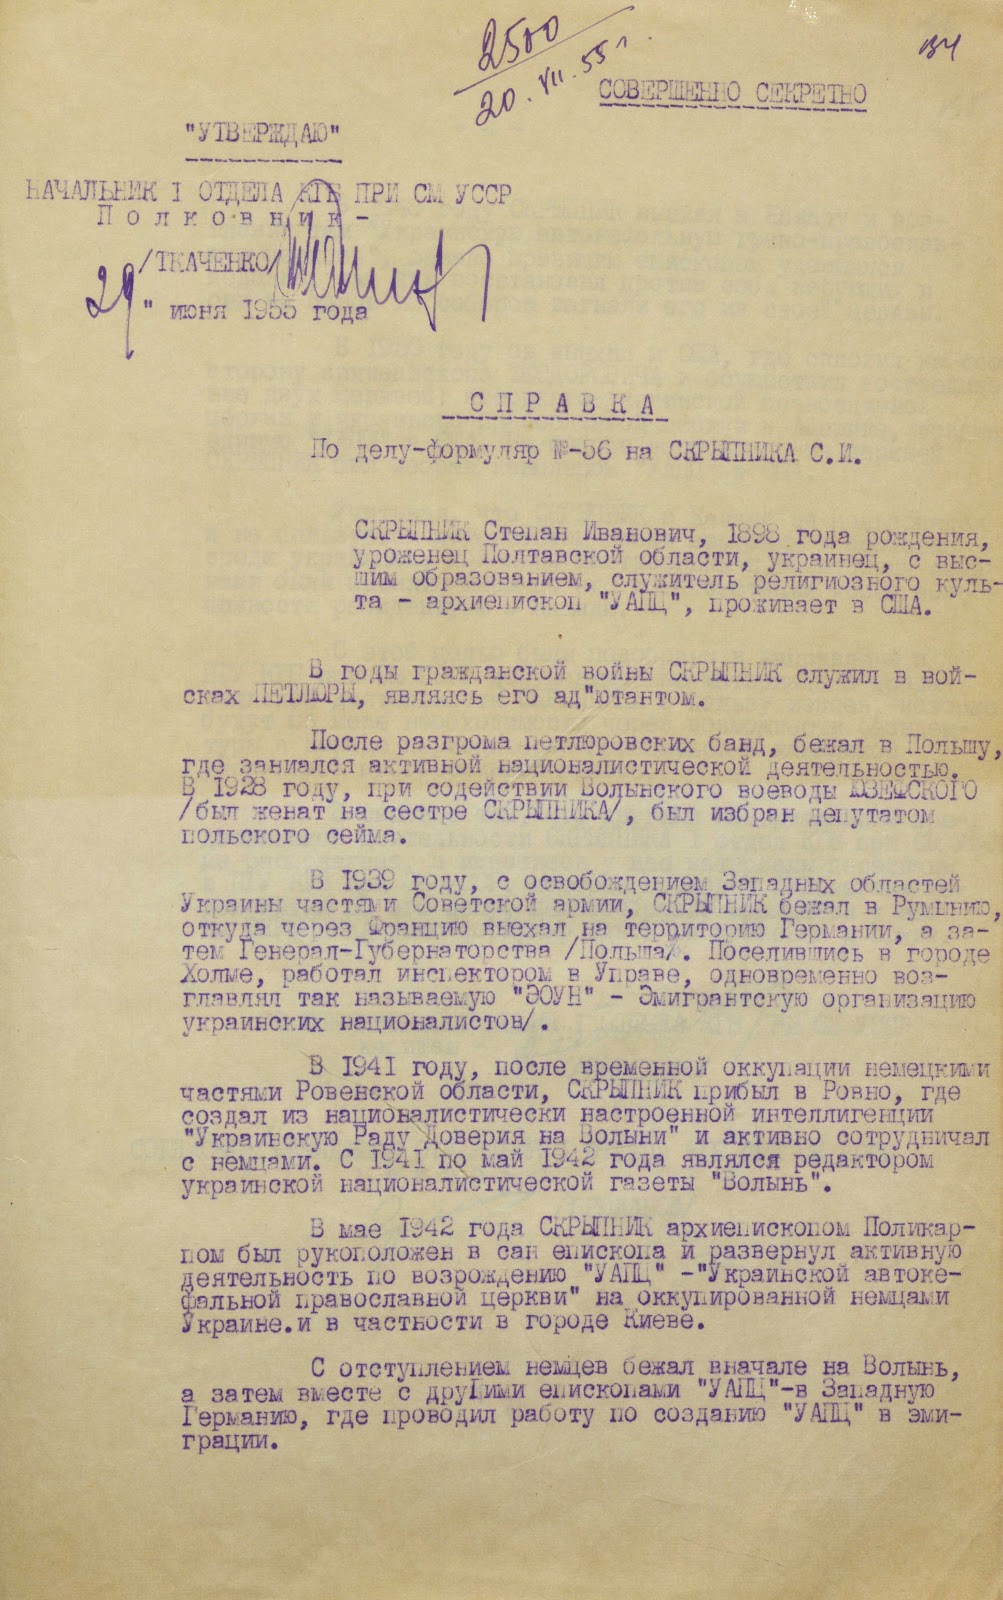 2500
20.VII.55г.
134
СОВЕРШЕННО СЕКРЕТНО
"УТВЕРЖДАЮ"
НАЧАЛЬНИК I ОТДЕЛА КГБ ПРИ СМ УССР
Полковник-
/ТКАЧЕНКО/
29 " июня 1955 года
СПРАВКА
По делу-формуляр №-56 на СКРЫПНИКА С.И.
СКРЫПНИК Степан Иванович, 1898 года рождения,
уроженец Полтавской области, украинец, с выс-
шим образованием, служитель религиозного куль-
та - архиепископ "УАПЦ", проживает в США.
В годы гражданской войны СКРЫПНИК служил в вой-
сках ПЕТЛЮРЫ, являясь его ад"ютантом.
После разгрома петлюровских банд, бежал в Польшу,
где занялся активной националистической деятельностью.
В 1928 году, при содействии Волынского воеводы ЮЗЕФСКОГО
/был женат на сестре СКРЫПНИКА/, был избран депутатом
польского сейма.
В 1939 году, с освобождением Западных областей
Украины частями Советской армии, СКРЫПНИК бежал в Румынию,
откуда через Францию выехал на территорию Германии, а за-
тем Генерал-Губернаторства /Польша/. Поселившись в городе
Холме, работал инспектором в Управе, одновременно воз-
главлял так называемую "ЭОУН" - Эмигрантскую организацию
украинских националистов/.
В 1941 году, после временной оккупации немецкими
частями Ровенской области, СКРЫПНИК прибыл в Ровно, где
создал из националистически настроенной интеллигенции
"Украинскую Раду Доверия на Волыни" и активно сотрудничал
с немцами. С 1941 по май 1942 года являлся редактором
украинской националистической газеты "Волынь".
В мае 1942 года СКРЫПНИК архиепископом Поликар-
пом был рукоположен в сан епископа и развернул активную
деятельность по возрождению "УАПЦ" -"Украинской автоке-
фальной православной церкви" на оккупированной немцами
Украине.и в частности в городе Киеве.
С отступлением немцев бежал вначале на Волынь,
а затем вместе с другими епископами "УАПЦ"-в Западную
Германию, где проводил работу по созданию "УАПЦ" в эми-
грации.